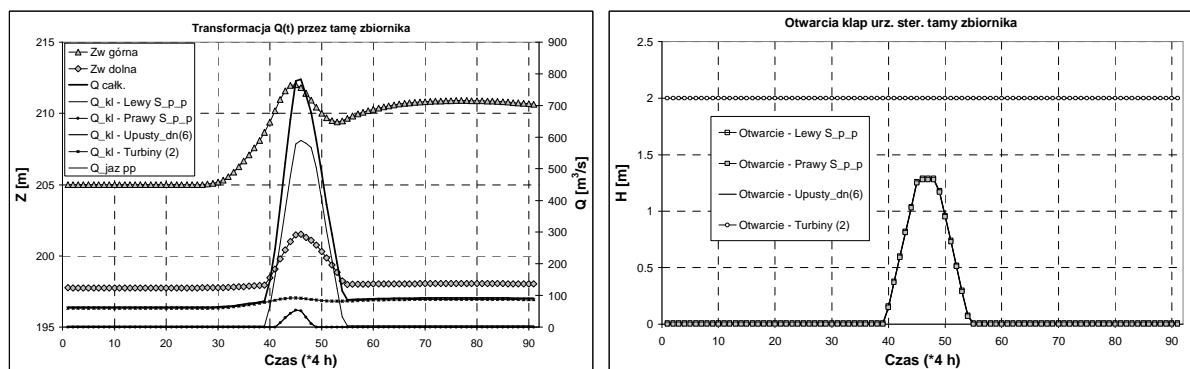 Transformacja Q(t) przez tamę zbiornika
Z [m]
215
210
205
200
195
Zw górna
Zw dolna
Q całk.
Q_kl - Lewy S_p_p
Q_kl - Prawy S_p_p
Q_kl - Upusty_dn(6)
Q_kl - Turbiny (2)
Q_jaz pp
900
800
700
600
500
400
300
200
100
0
Q [m³/s]
0 10 20 30 40 50 60 70 80 90
Czas (*4 h)
Otwarcia klap urz. ster. tamy zbiornika
H [m]
2.5
2
1.5
1
0.5
0
Otwarcie - Lewy S_p_p
Otwarcie - Prawy S_p_p
Otwarcie - Upusty_dn(6)
Otwarcie - Turbiny (2)
0 10 20 30 40 50 60 70 80 90
Czas (*4 h)